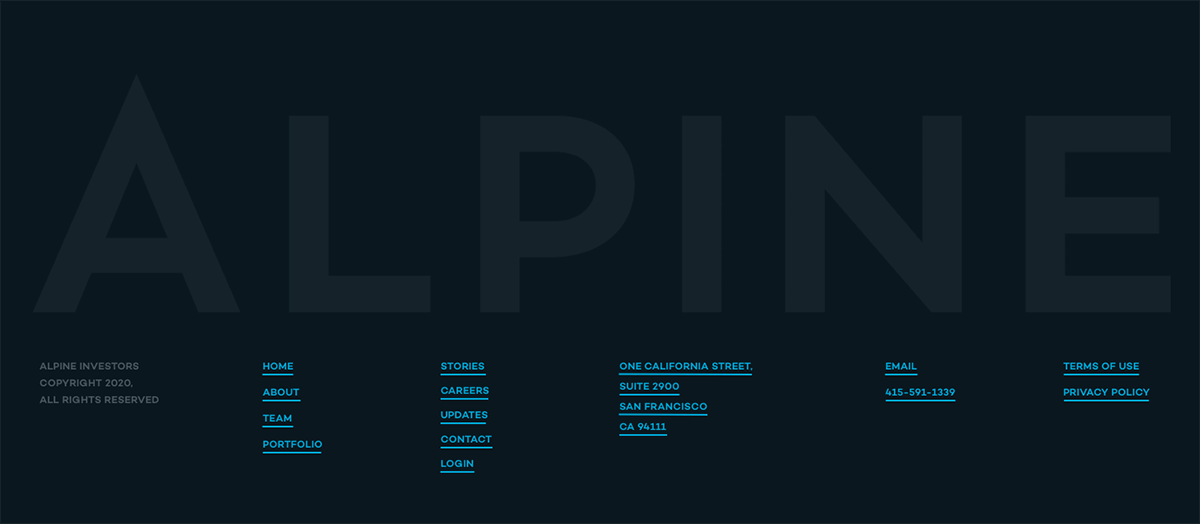 ALPINE
ALPINE INVESTORS
COPYRIGHT 2020,
ALL RIGHTS RESERVED
HOME
ABOUT
TEAM
PORTFOLIO
STORIES
CAREERS
UPDATES
CONTACT
LOGIN
ONE CALIFORNIA STREET,
SUITE 2900
SAN FRANCISCO
CA 94111
EMAIL
415-591-1339
TERMS OF USE
PRIVACY POLICY